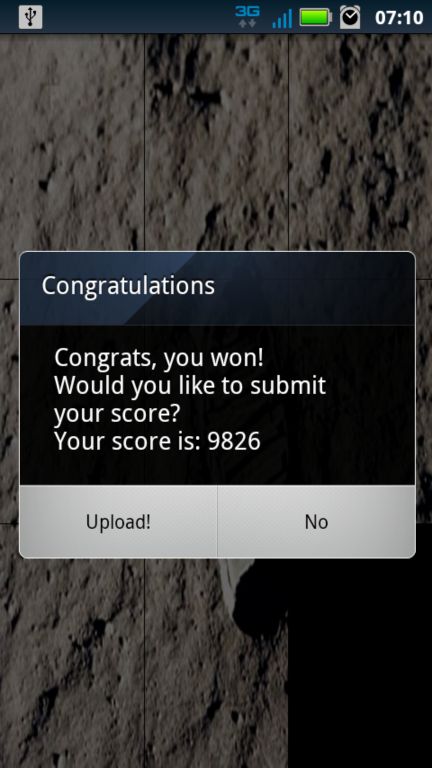 3G 07:10
Congratulations
Congrats, you won!
Would you like to submit
your score?
Your score is: 9826
Upload! No